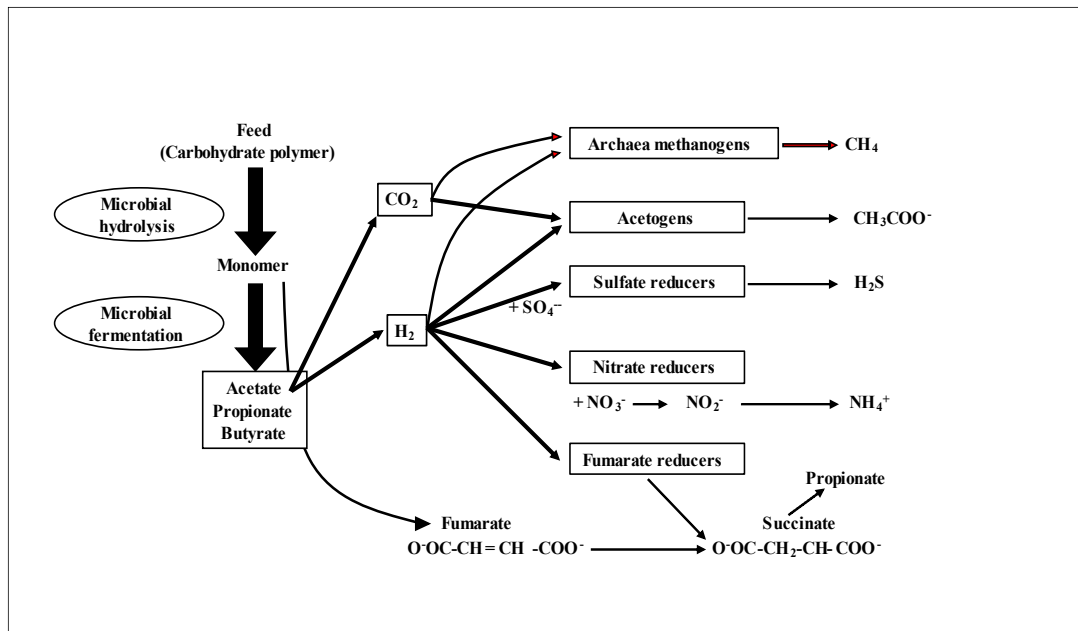 Feed
(Carbohydrate polymer)
Microbial
hydrolysis
Monomer
Microbial
fermentation
Acetate
Propionate
Butyrate
CO₂
H₂
Archaea methanogens
CH₄
Acetogens
CH₃COO⁻
Sulfate reducers
H₂S
+ SO₄⁻⁻
Nitrate reducers
+ NO₃⁻
NO₂⁻
NH₄⁺
Fumarate reducers
Propionate
Fumarate
Succinate
O⁻OC-CH = CH -COO⁻
O⁻OC-CH₂-CH- COO⁻